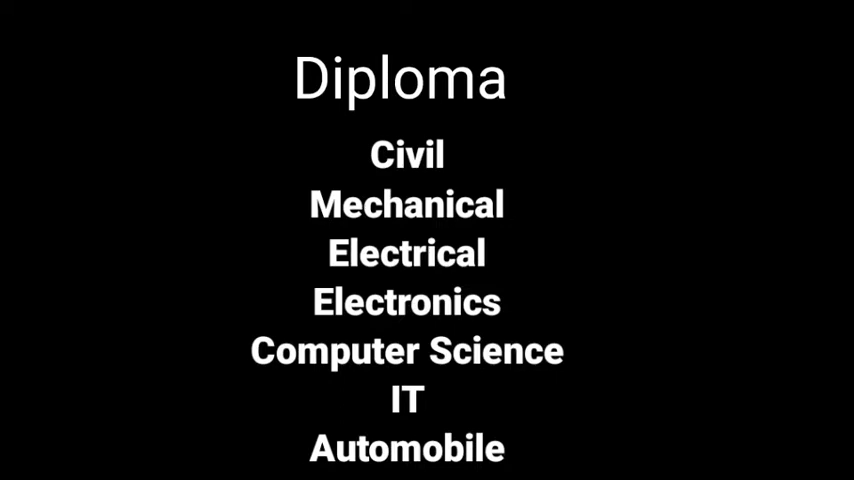 Diploma
Civil
Mechanical
Electrical
Electronics
Computer Science
IT
Automobile